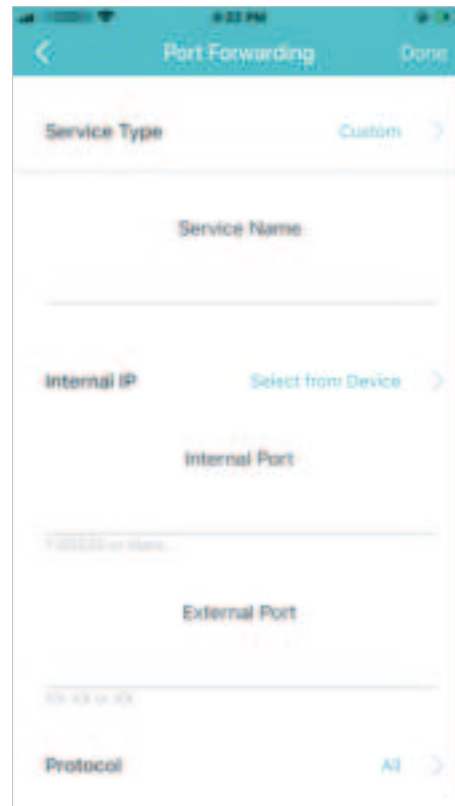 Port Forwarding Done
Service Type Custom
Service Name
Internal IP Select from Device
Internal Port
External Port
Protocol All